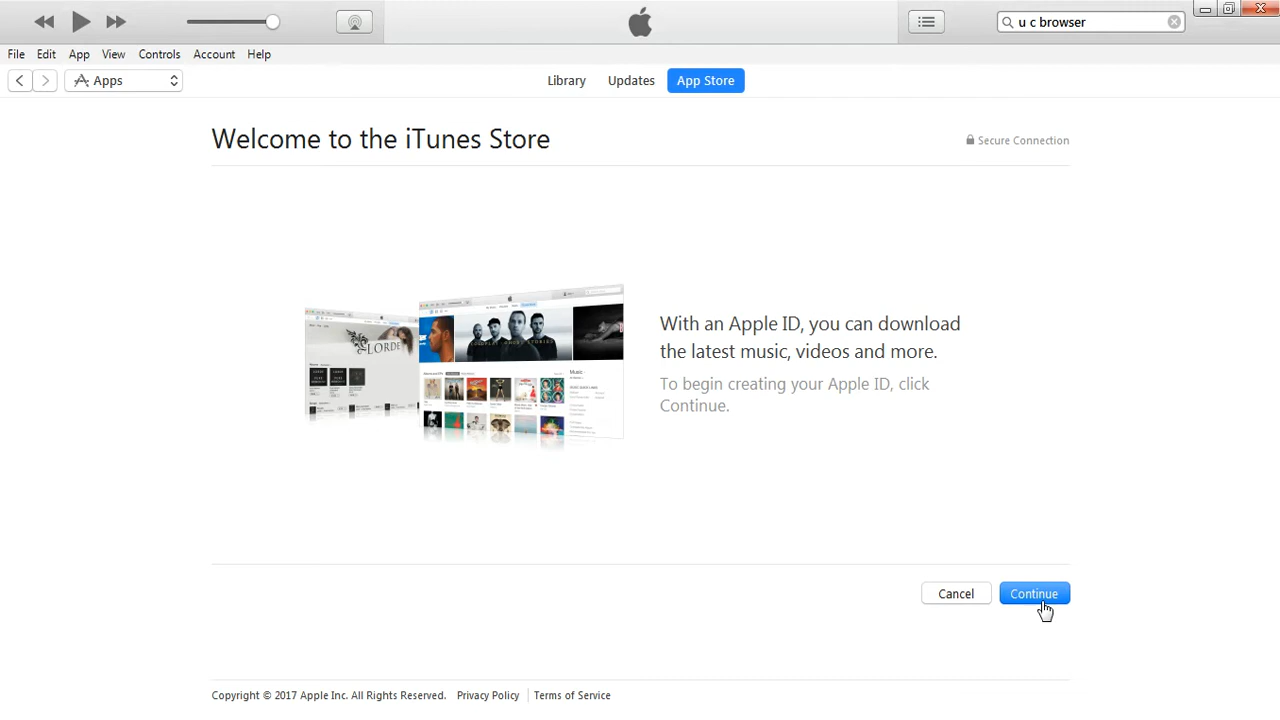 u c browser
File Edit App View Controls Account Help
Apps
Library Updates App Store
Welcome to the iTunes Store
Secure Connection
LORDE
With an Apple ID, you can download
the latest music, videos and more.
To begin creating your Apple ID, click
Continue.
Cancel Continue
Copyright © 2017 Apple Inc. All Rights Reserved. Privacy Policy Terms of Service